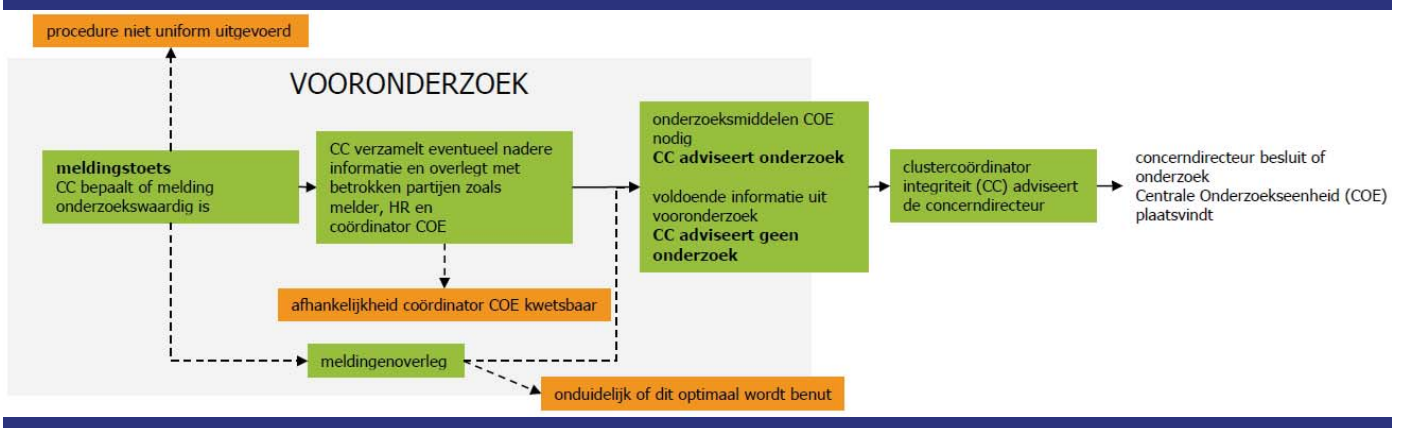 procedure niet uniform uitgevoerd
VOORONDERZOEK
meldingstoets
CC bepaalt of melding
onderzoekswaardig is
CC verzamelt eventueel nadere
informatie en overlegt met
betrokken partijen zoals
melder, HR en
coördinator COE
onderzoeksmiddelen COE
nodig
CC adviseert onderzoek
voldoende informatie uit
vooronderzoek
CC adviseert geen
onderzoek
clustercoördinator
integriteit (CC) adviseert
de concerndirecteur
concerndirecteur besluit of
onderzoek
Centrale Onderzoekseenheid (COE)
plaatsvindt
afhankelijkheid coördinator COE kwetsbaar
meldingenoverleg
onduidelijk of dit optimaal wordt benut